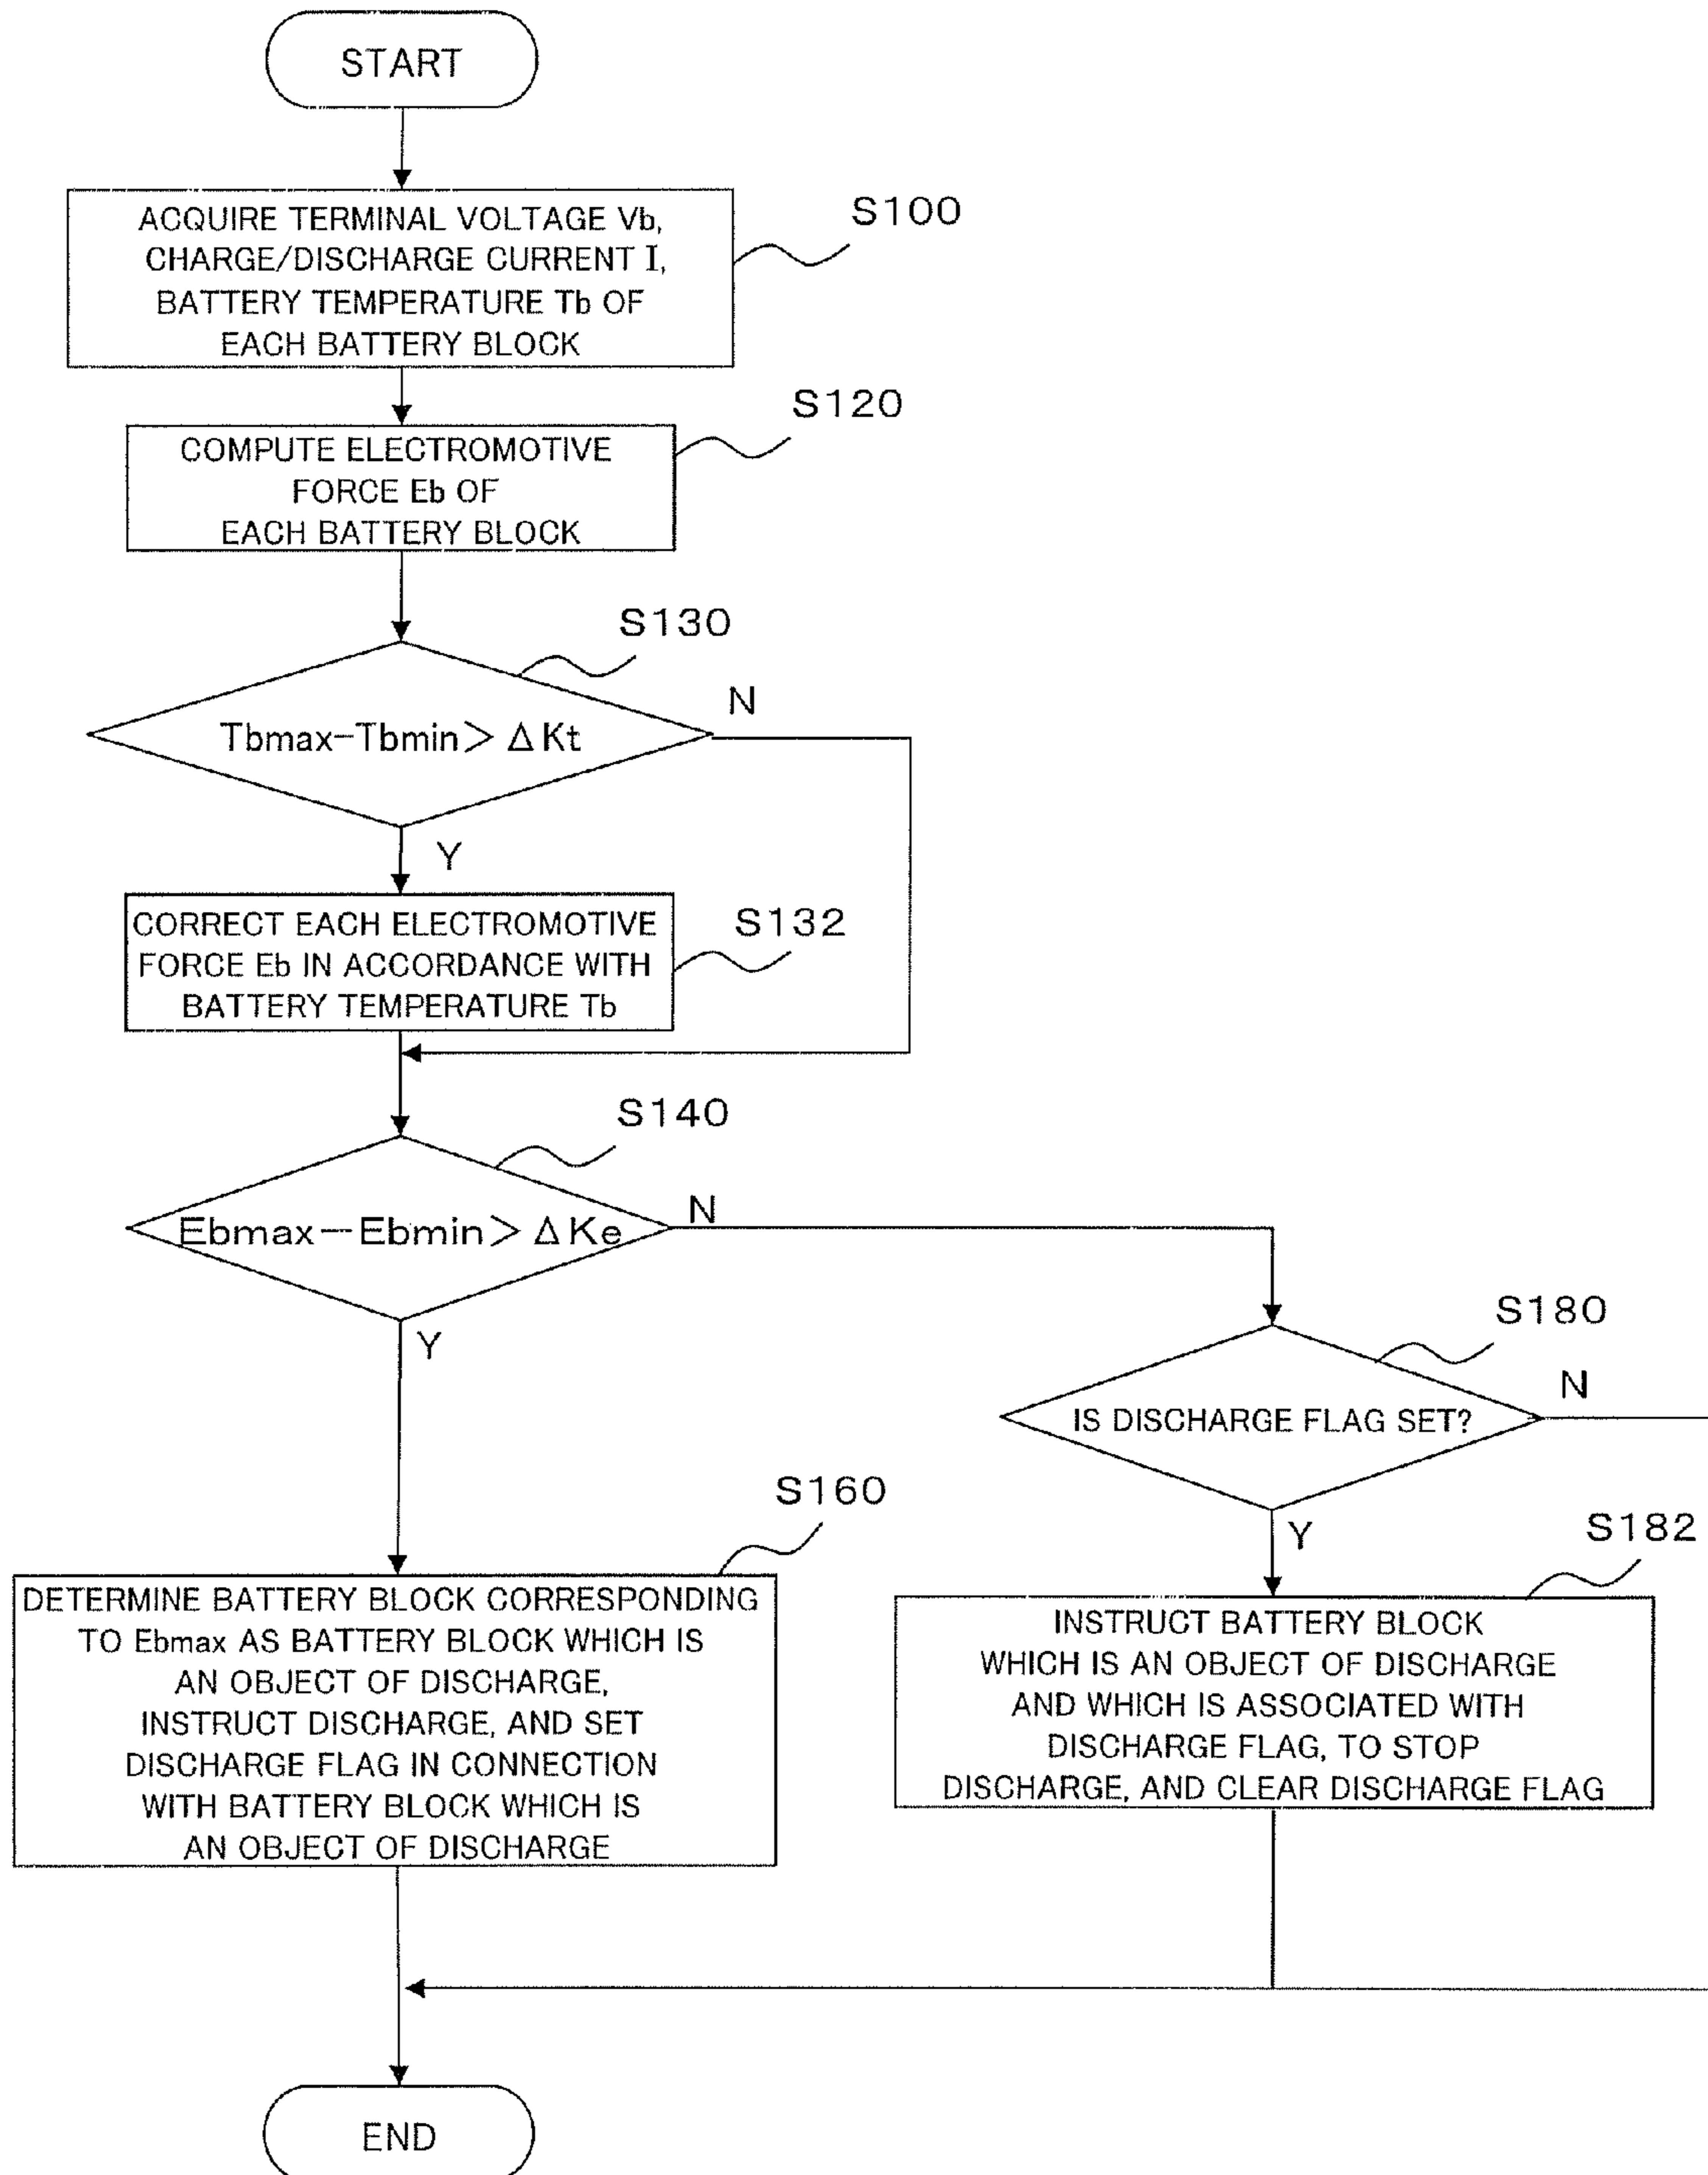 START
ACQUIRE TERMINAL VOLTAGE Vb,
CHARGE/DISCHARGE CURRENT I,
BATTERY TEMPERATURE Tb OF
EACH BATTERY BLOCK
S100
COMPUTE ELECTROMOTIVE
FORCE Eb OF
EACH BATTERY BLOCK
S120
S130
Tbmax-Tbmin> Δ Kt
N
Y
CORRECT EACH ELECTROMOTIVE
FORCE Eb IN ACCORDANCE WITH
BATTERY TEMPERATURE Tb
S132
S140
Ebmax-Ebmin> Δ Ke
N
Y
S180
IS DISCHARGE FLAG SET?
N
Y
S160
DETERMINE BATTERY BLOCK CORRESPONDING
TO Ebmax AS BATTERY BLOCK WHICH IS
AN OBJECT OF DISCHARGE,
INSTRUCT DISCHARGE, AND SET
DISCHARGE FLAG IN CONNECTION
WITH BATTERY BLOCK WHICH IS
AN OBJECT OF DISCHARGE
S182
INSTRUCT BATTERY BLOCK
WHICH IS AN OBJECT OF DISCHARGE
AND WHICH IS ASSOCIATED WITH
DISCHARGE FLAG, TO STOP
DISCHARGE, AND CLEAR DISCHARGE FLAG
END